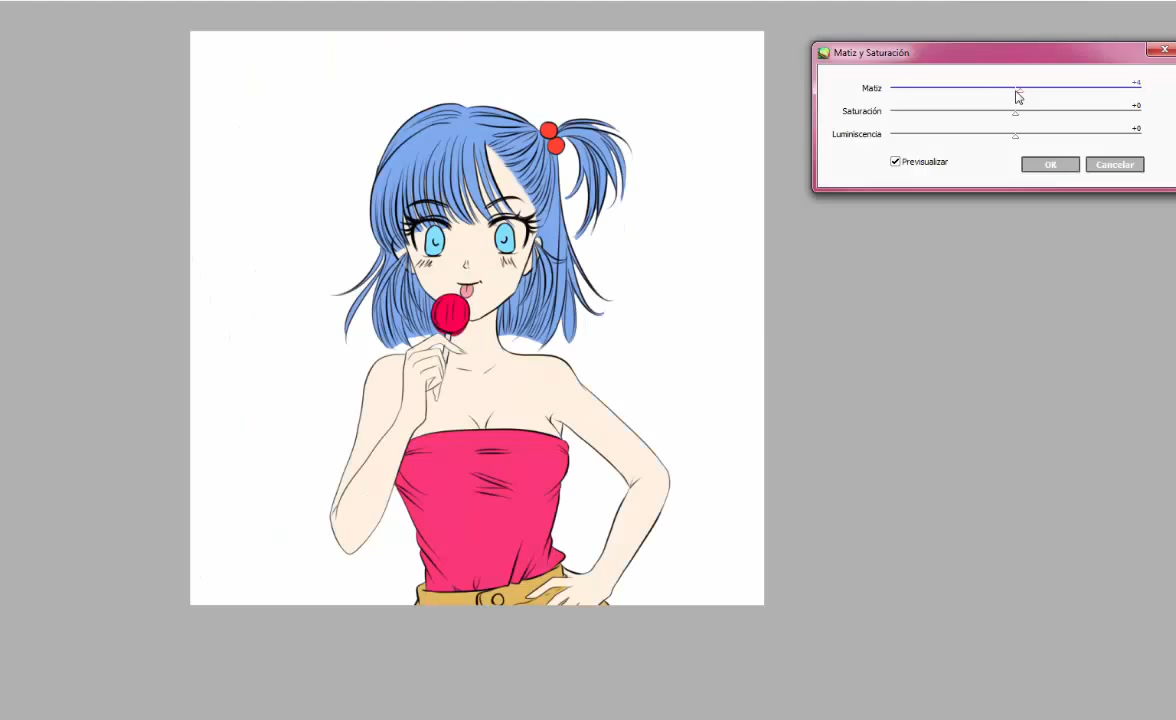 Matiz y Saturación
Matiz +4
Saturación +0
Luminiscencia +0
Previsualizar OK Cancelar